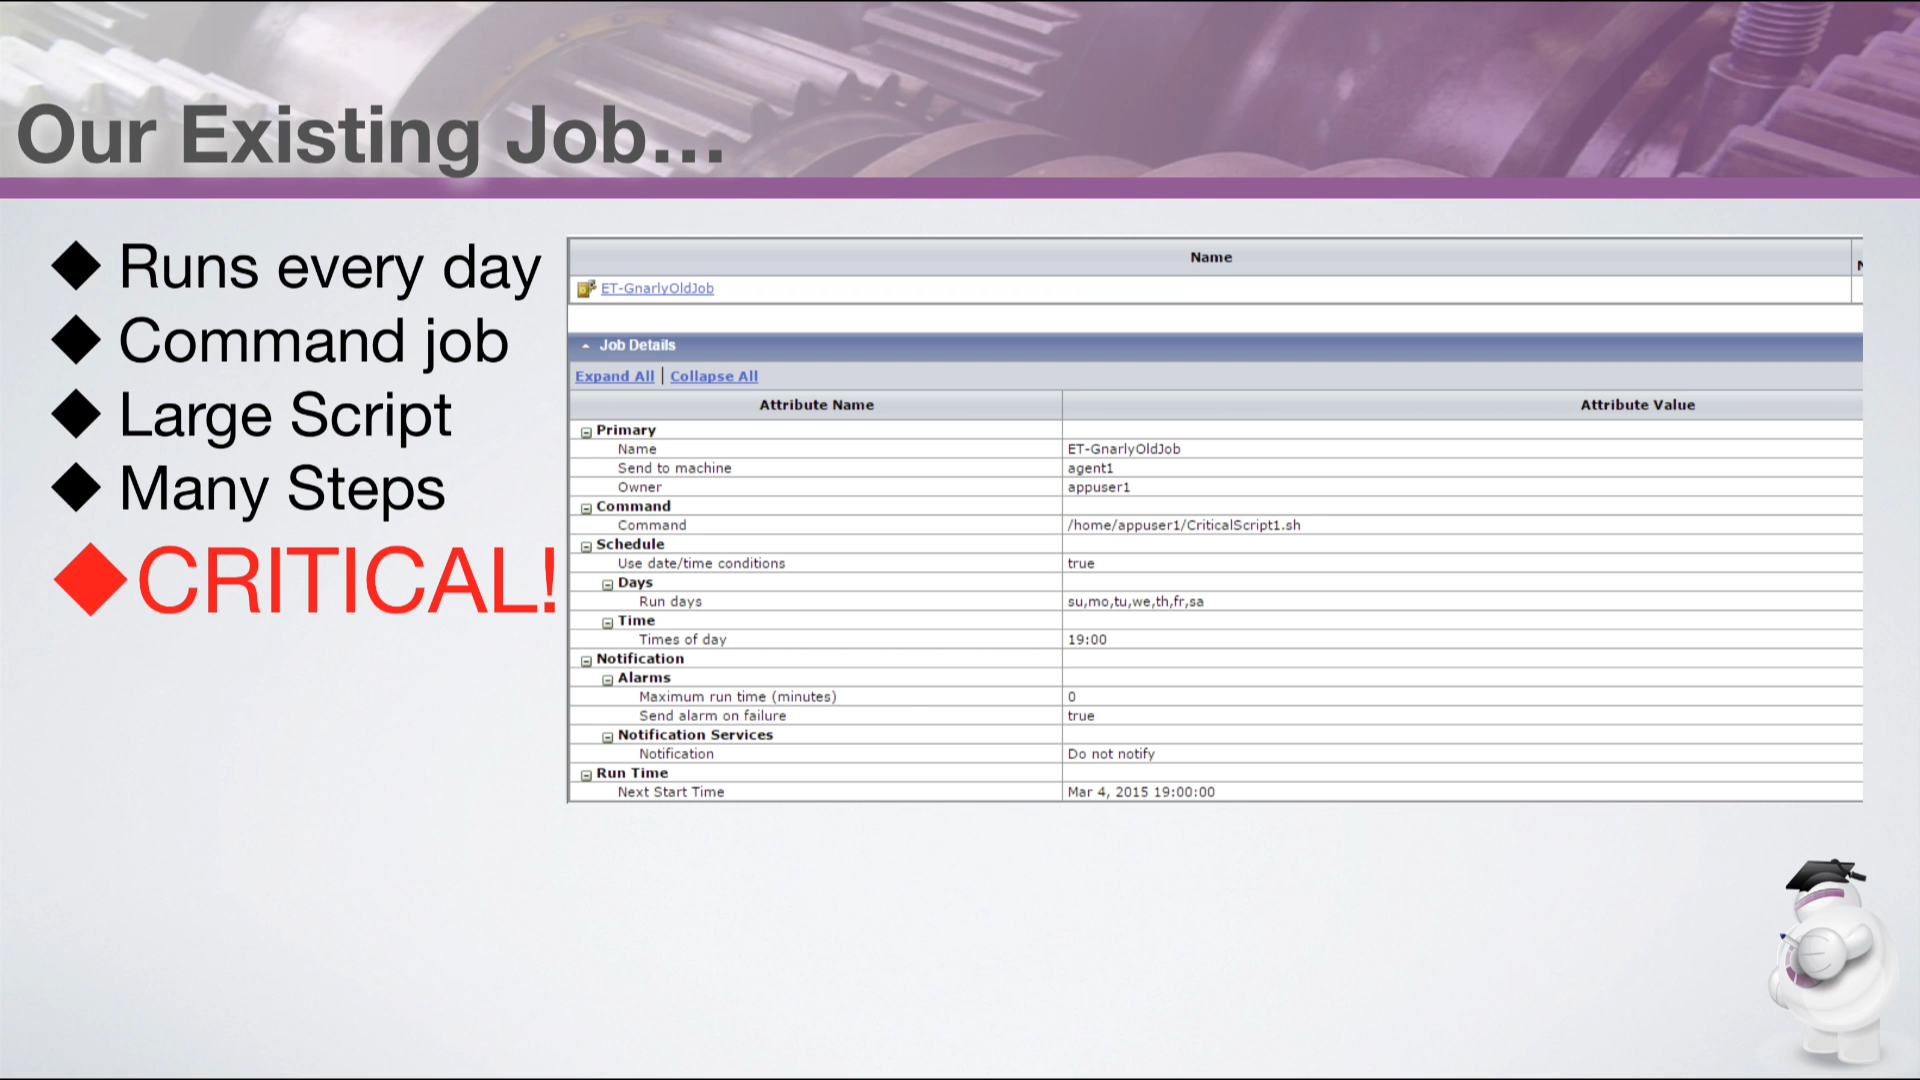 Our Existing Job...
Runs every day
Command job
Large Script
Many Steps
CRITICAL!
Name
ET-GnarlyOldJob
Job Details
Expand All | Collapse All
Attribute Name Attribute Value
Primary
Name ET-GnarlyOldJob
Send to machine agent1
Owner appuser1
Command
Command /home/appuser1/CriticalScript1.sh
Schedule
Use date/time conditions true
Days
Run days su,mo,tu,we,th,fr,sa
Time
Times of day 19:00
Notification
Alarms
Maximum run time (minutes) 0
Send alarm on failure true
Notification Services
Notification Do not notify
Run Time
Next Start Time Mar 4, 2015 19:00:00